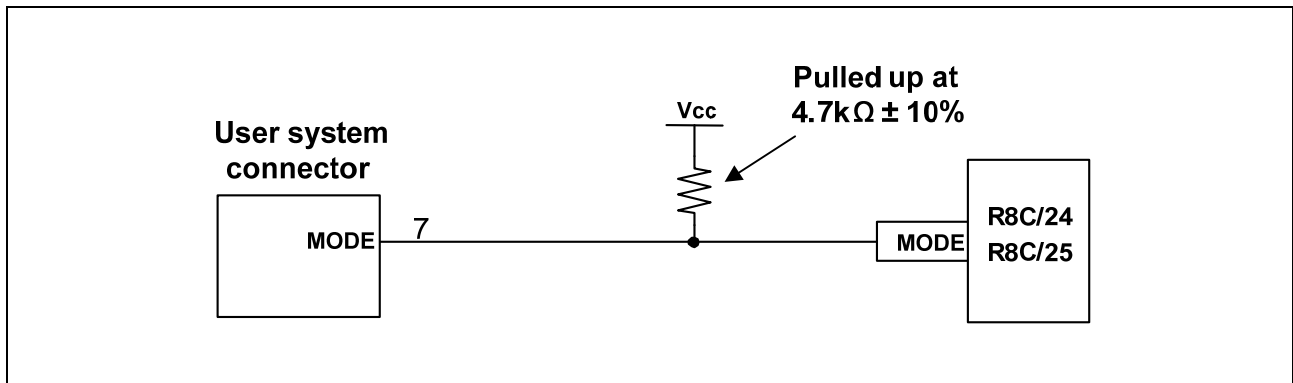 Pulled up at
4.7kΩ ± 10%
Vcc
User system
connector
MODE
7
MODE
R8C/24
R8C/25